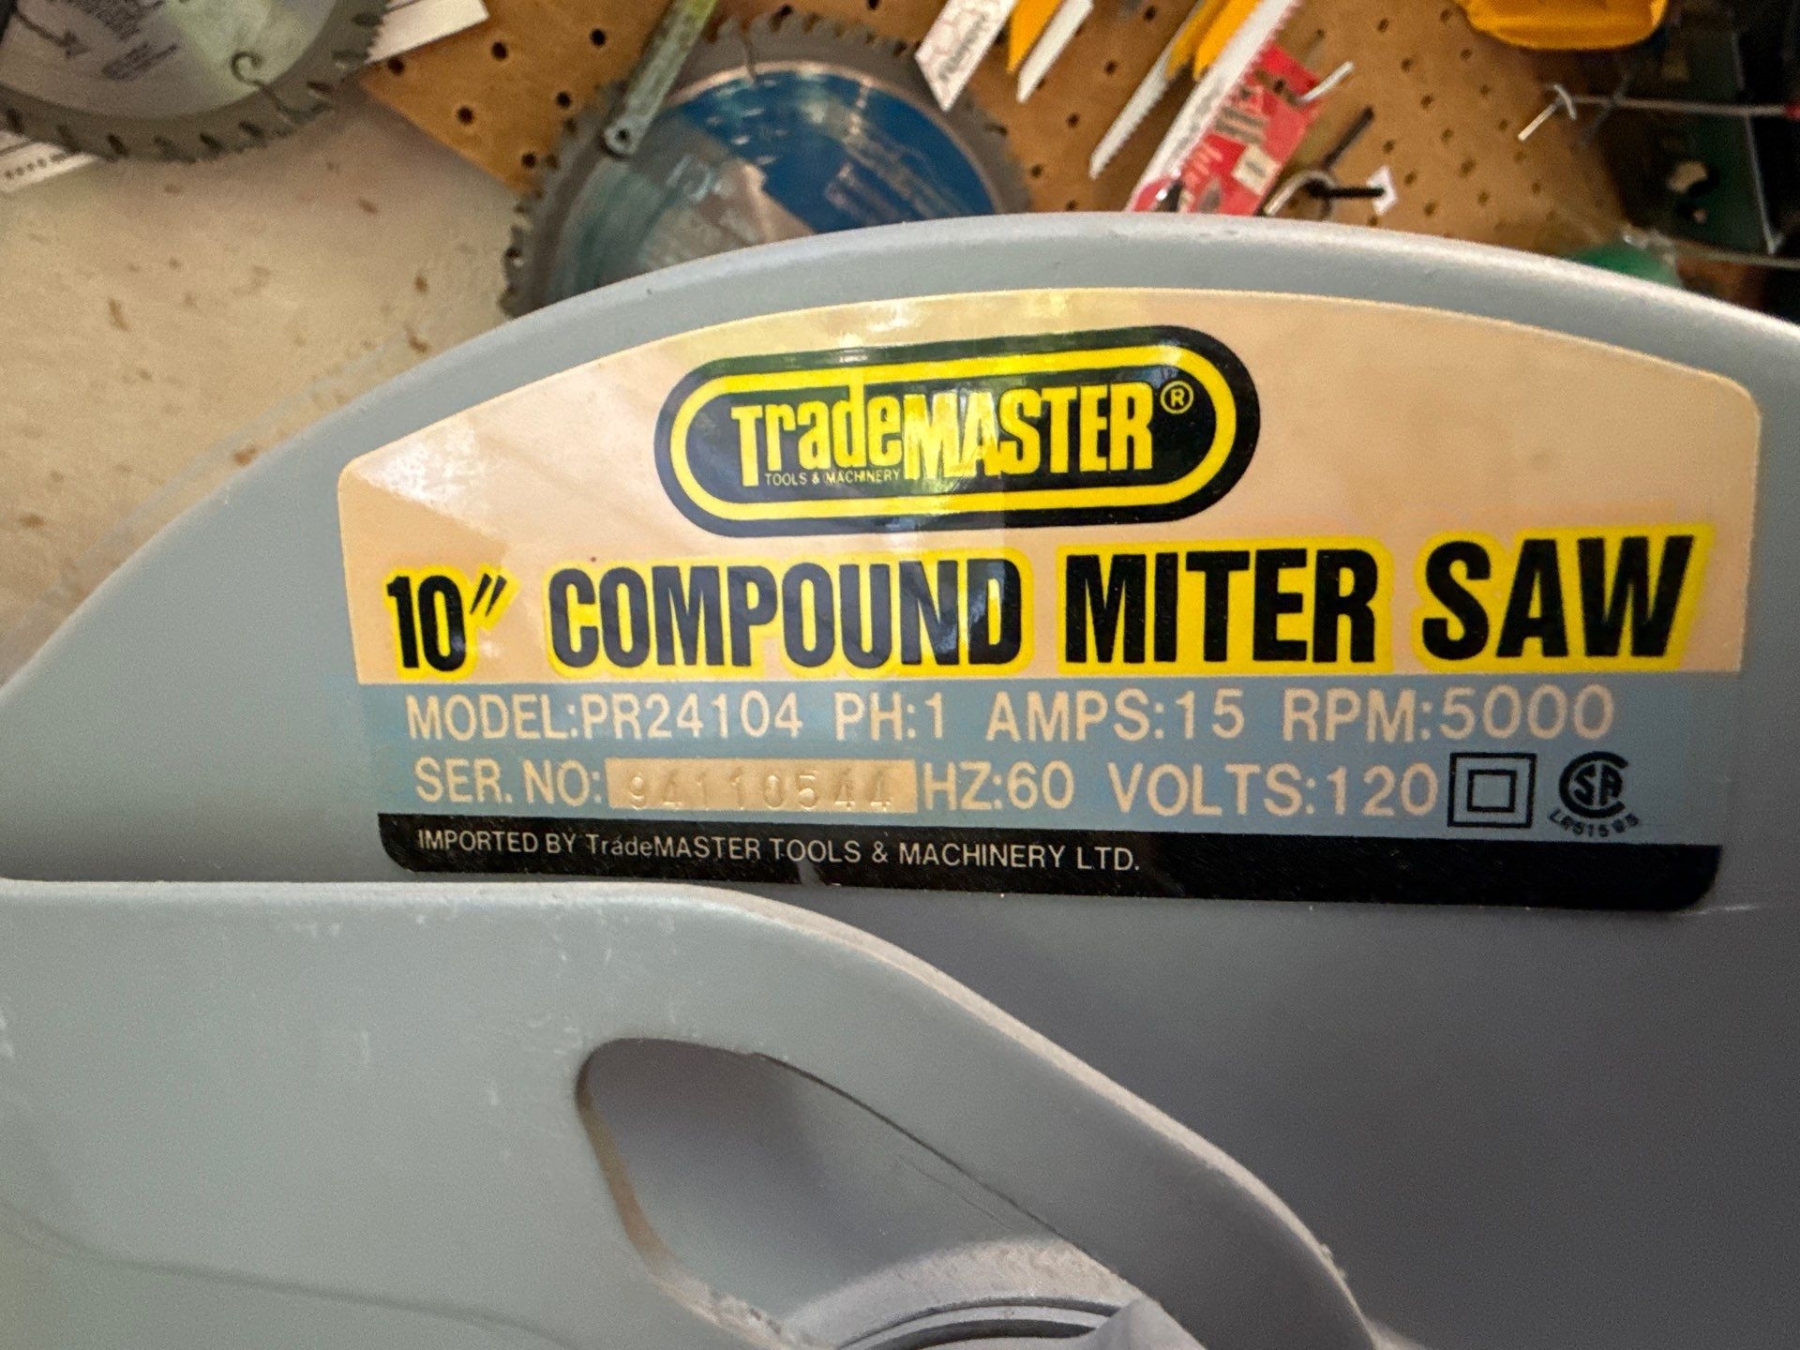 TradeMASTER®
TOOLS & MACHINERY
10" COMPOUND MITER SAW
MODEL:PR24104 PH:1 AMPS:15 RPM:5000
SER. NO: 94110544 HZ:60 VOLTS:120
LR51595
IMPORTED BY TradeMASTER TOOLS & MACHINERY LTD.